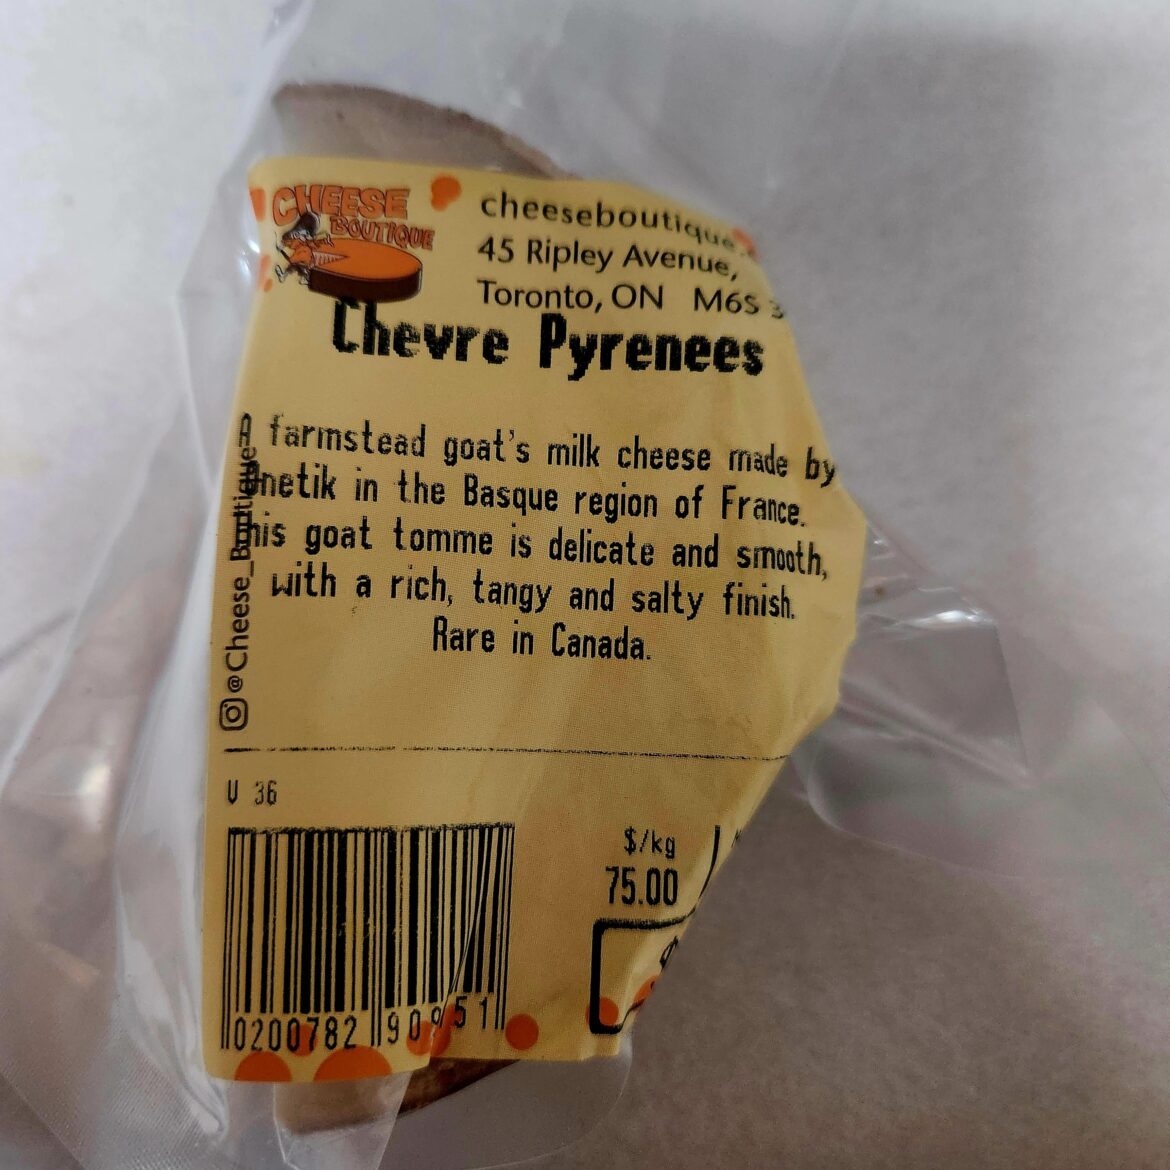 CHEESE
BOUTIQUE
cheeseboutique
45 Ripley Avenue,
Toronto, ON M6S 3
Chevre Pyrenees
A farmstead goat's milk cheese made by
netik in the Basque region of France.
his goat tomme is delicate and smooth,
with a rich, tangy and salty finish.
Rare in Canada.
@Cheese_Boutique
V 36
$/kg
75.00
0200782 90951